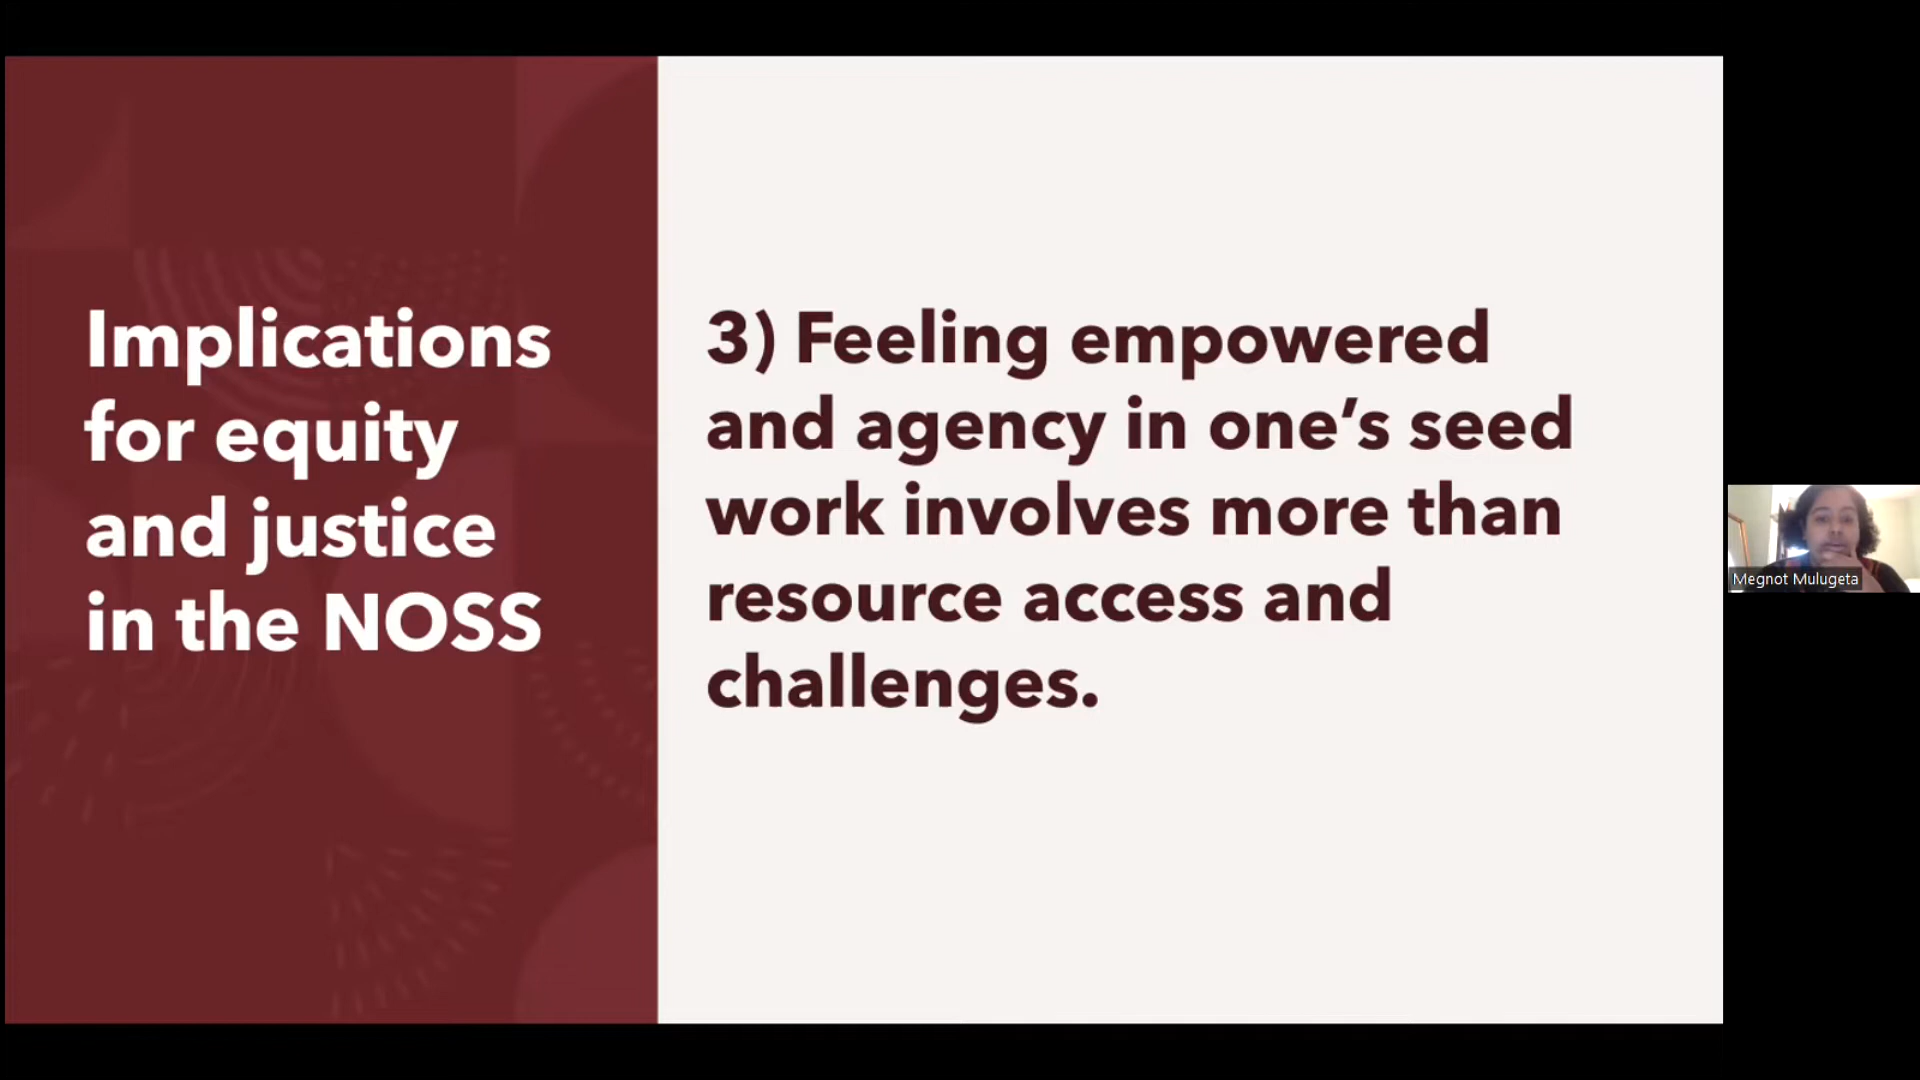 Implications
for equity
and justice
in the NOSS
3) Feeling empowered
and agency in one’s seed
work involves more than
resource access and
challenges.
Megnot Mulugeta